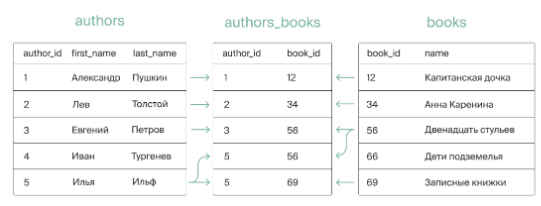 authors authors_books books
author_id first_name last_name author_id book_id book_id name
1 Александр Пушкин 1 12 12 Капитанская дочка
2 Лев Толстой 2 34 34 Анна Каренина
3 Евгений Петров 3 56 56 Двенадцать стульев
4 Иван Тургенев 5 56 66 Дети подземелья
5 Илья Ильф 5 69 69 Записные книжки